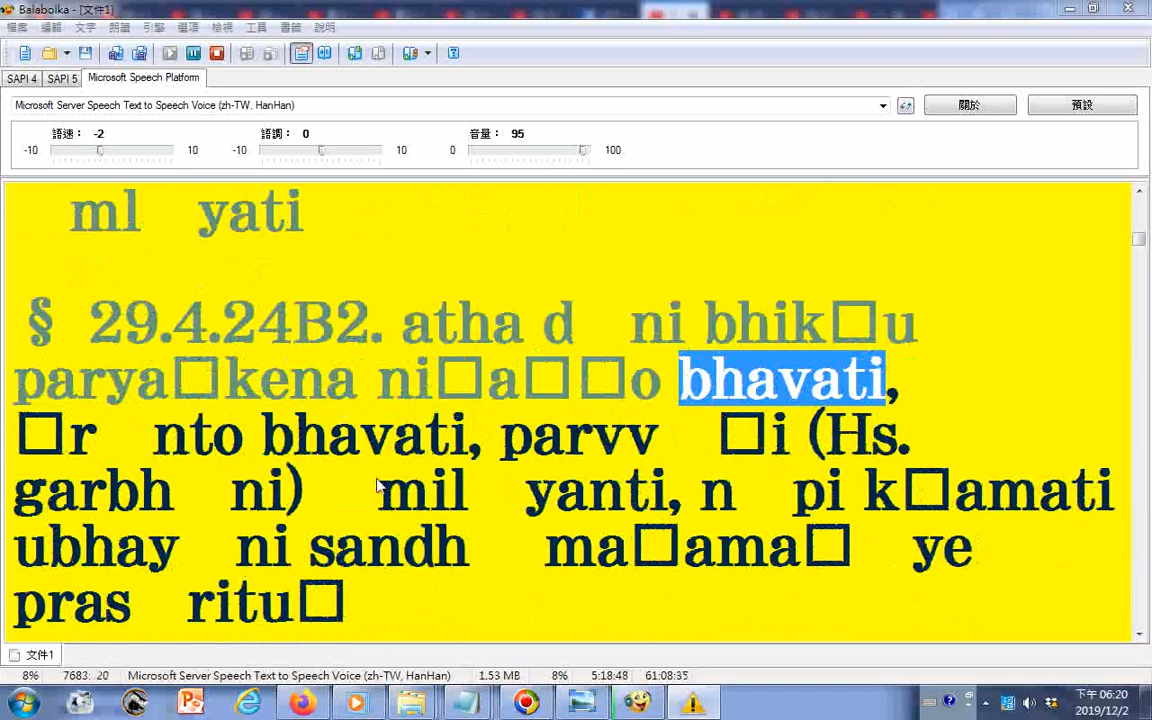 Balabolka - [文件1]
檔案 編輯 文字 朗讀 引擎 選項 檢視 工具 書籤 說明
SAPI 4 SAPI 5 Microsoft Speech Platform
Microsoft Server Speech Text to Speech Voice (zh-TW, HanHan) 關於 預設
語速： -2 語調： 0 音量： 95
-10 10 -10 10 0 100
ml yati
§ 29.4.24B2. atha d ni bhik□u
parya□kena ni□a□□o bhavati,
□r nto bhavati, parvv □i (Hs.
garbh ni) mil yanti, n pi k□amati
ubhay ni sandh ma□ama□ ye
pras ritu□
文件1
8% 7683: 20 Microsoft Server Speech Text to Speech Voice (zh-TW, HanHan) 1.53 MB 8% 5:18:48 61:08:35
下午 06:20
2019/12/2